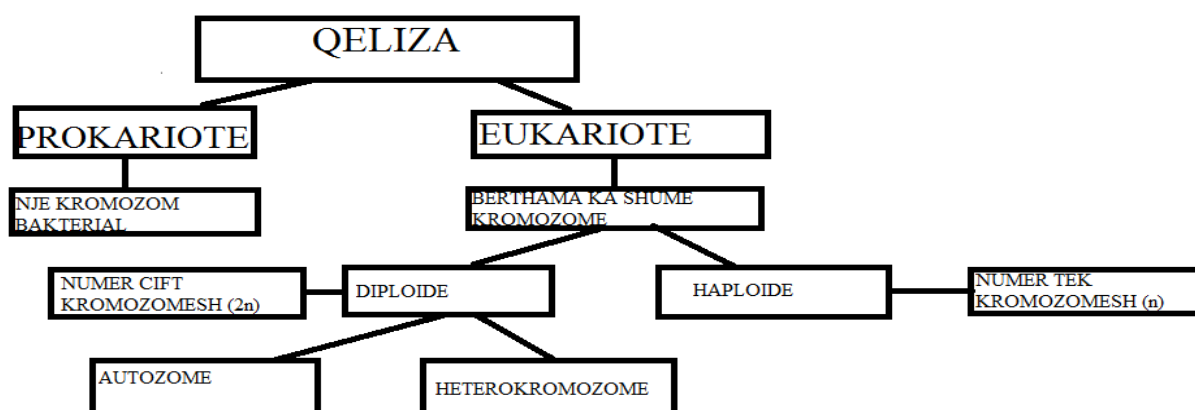 QELIZA
PROKARIOTE
EUKARIOTE
NJE KROMOZOM
BAKTERIAL
BERTHAMA KA SHUME
KROMOZOME
NUMER CIFT
KROMOZOMESH (2n)
DIPLOIDE
HAPLOIDE
NUMER TEK
KROMOZOMESH (n)
AUTOZOME
HETEROKROMOZOME